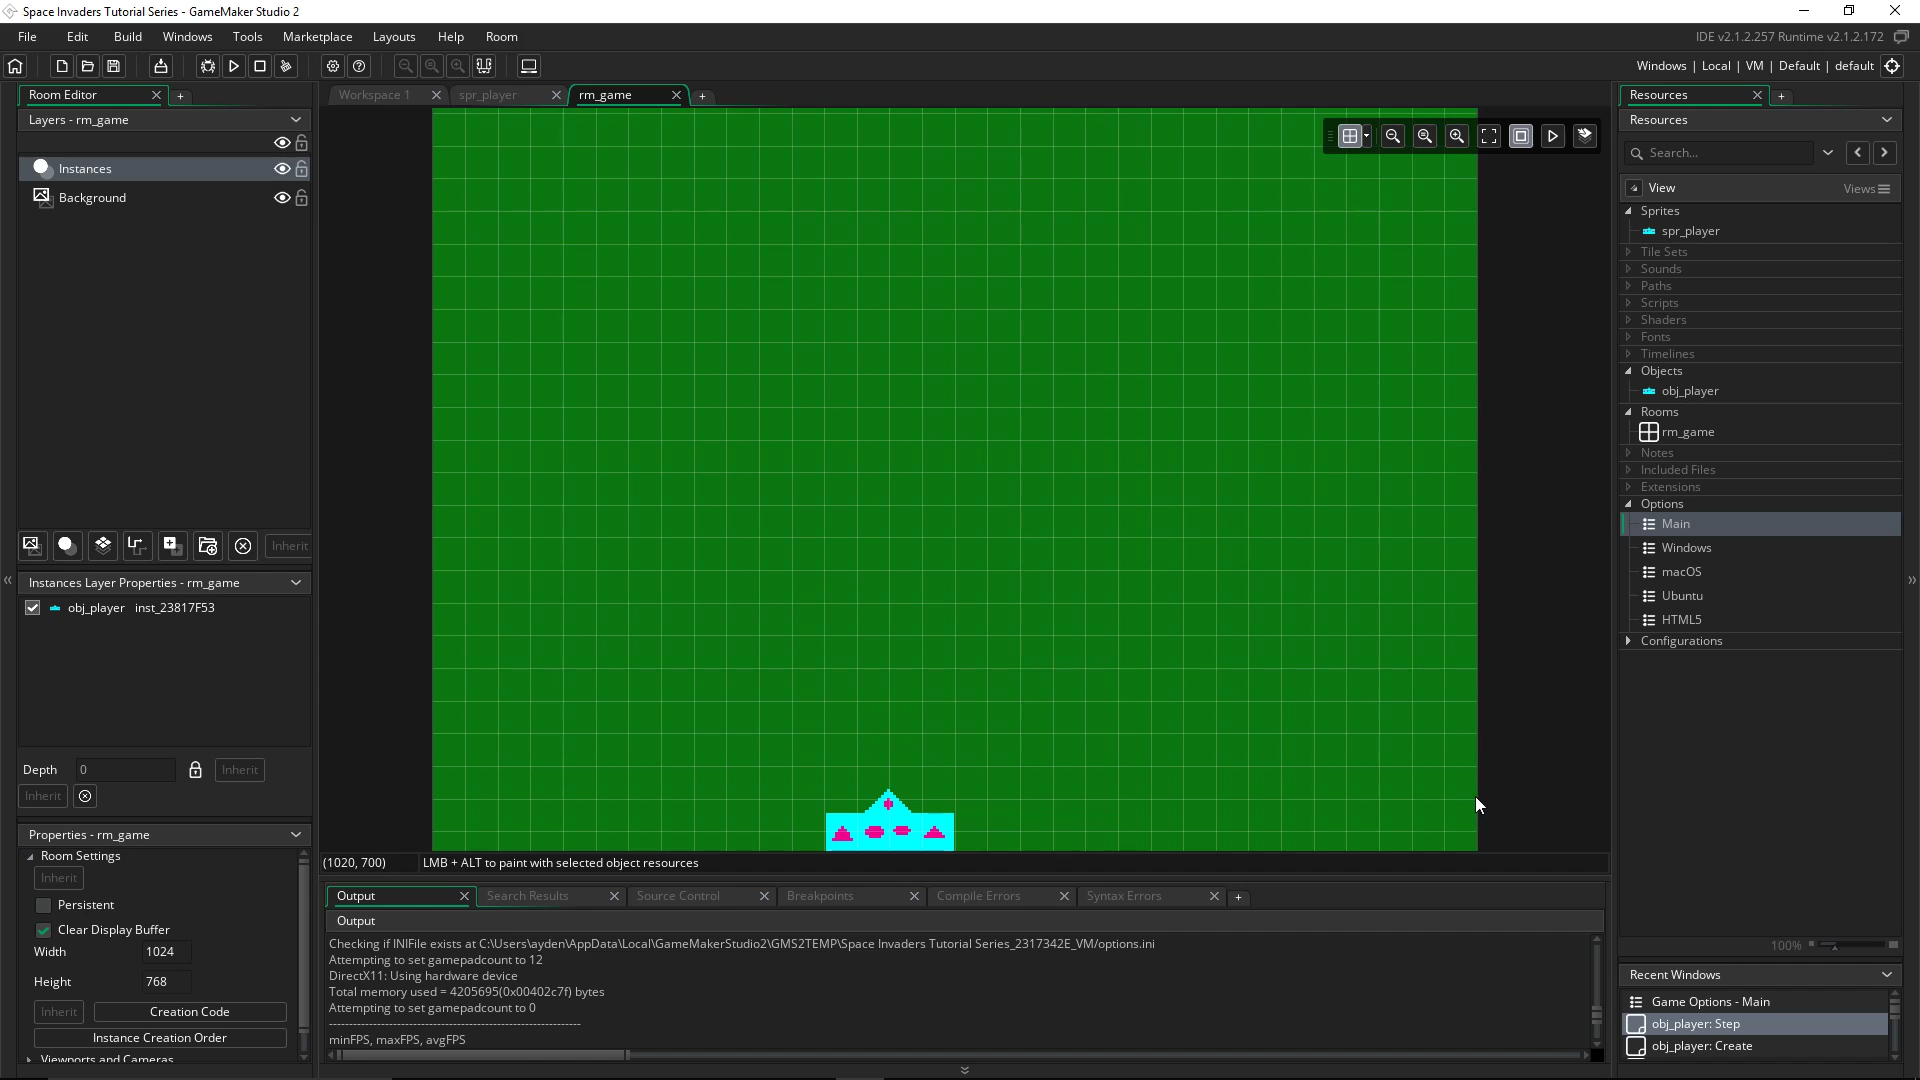 Space Invaders Tutorial Series - GameMaker Studio 2
File Edit Build Windows Tools Marketplace Layouts Help Room
IDE v2.1.2.257 Runtime v2.1.2.172
Windows | Local | VM | Default | default
Room Editor
Workspace 1
spr_player
rm_game
Resources
Layers - rm_game
Resources
Search...
Instances
Background
View
Views
Sprites
spr_player
Tile Sets
Sounds
Paths
Scripts
Shaders
Fonts
Timelines
Objects
obj_player
Rooms
rm_game
Notes
Included Files
Extensions
Options
Main
Windows
macOS
Ubuntu
HTML5
Configurations
Inherit
Instances Layer Properties - rm_game
obj_player inst_23817F53
Depth 0 Inherit
Inherit
Properties - rm_game
Room Settings
Inherit
Persistent
Clear Display Buffer
Width 1024
Height 768
Inherit Creation Code
Instance Creation Order
Viewports and Cameras
(1020, 700) LMB + ALT to paint with selected object resources
Output Search Results Source Control Breakpoints Compile Errors Syntax Errors
Output
Checking if INIFile exists at C:\Users\ayden\AppData\Local\GameMakerStudio2\GMS2TEMP\Space Invaders Tutorial Series_2317342E_VM/options.ini
Attempting to set gamepadcount to 12
DirectX11: Using hardware device
Total memory used = 4205695(0x00402c7f) bytes
Attempting to set gamepadcount to 0
----------------------------------------------------------------
minFPS, maxFPS, avgFPS
100%
Recent Windows
Game Options - Main
obj_player: Step
obj_player: Create